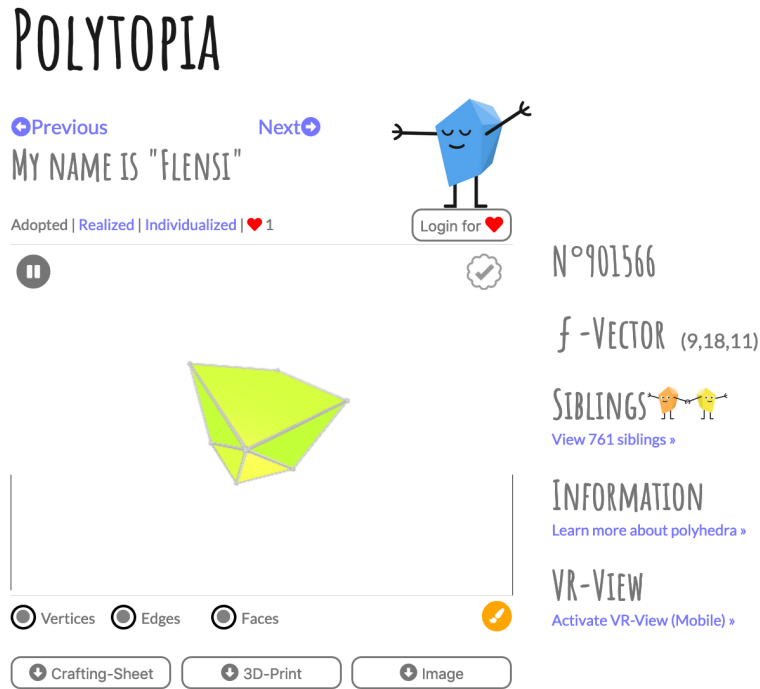 Polytopia
Previous Next
My name is "Flensi"
Adopted | Realized | Individualized | 1
Login for
N°901566
ƒ-Vector (9,18,11)
Siblings
View 761 siblings »
Information
Learn more about polyhedra »
VR-View
Activate VR-View (Mobile) »
Vertices Edges Faces
Crafting-Sheet 3D-Print Image